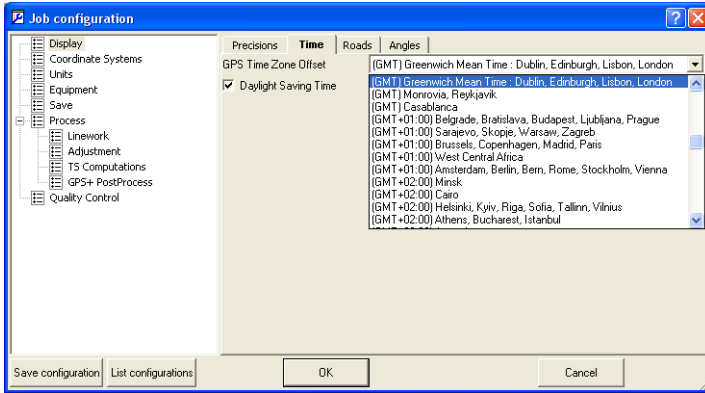 Job configuration
Display
Coordinate Systems
Units
Equipment
Save
Process
Linework
Adjustment
TS Computations
GPS+ PostProcess
Quality Control
Precisions Time Roads Angles
GPS Time Zone Offset (GMT) Greenwich Mean Time : Dublin, Edinburgh, Lisbon, London
Daylight Saving Time
(GMT) Greenwich Mean Time : Dublin, Edinburgh, Lisbon, London
(GMT) Monrovia, Reykjavik
(GMT) Casablanca
(GMT+01:00) Belgrade, Bratislava, Budapest, Ljubljana, Prague
(GMT+01:00) Sarajevo, Skopje, Warsaw, Zagreb
(GMT+01:00) Brussels, Copenhagen, Madrid, Paris
(GMT+01:00) West Central Africa
(GMT+01:00) Amsterdam, Berlin, Bern, Rome, Stockholm, Vienna
(GMT+02:00) Minsk
(GMT+02:00) Cairo
(GMT+02:00) Helsinki, Kyiv, Riga, Sofia, Tallinn, Vilnius
(GMT+02:00) Athens, Bucharest, Istanbul
Save configuration List configurations OK Cancel